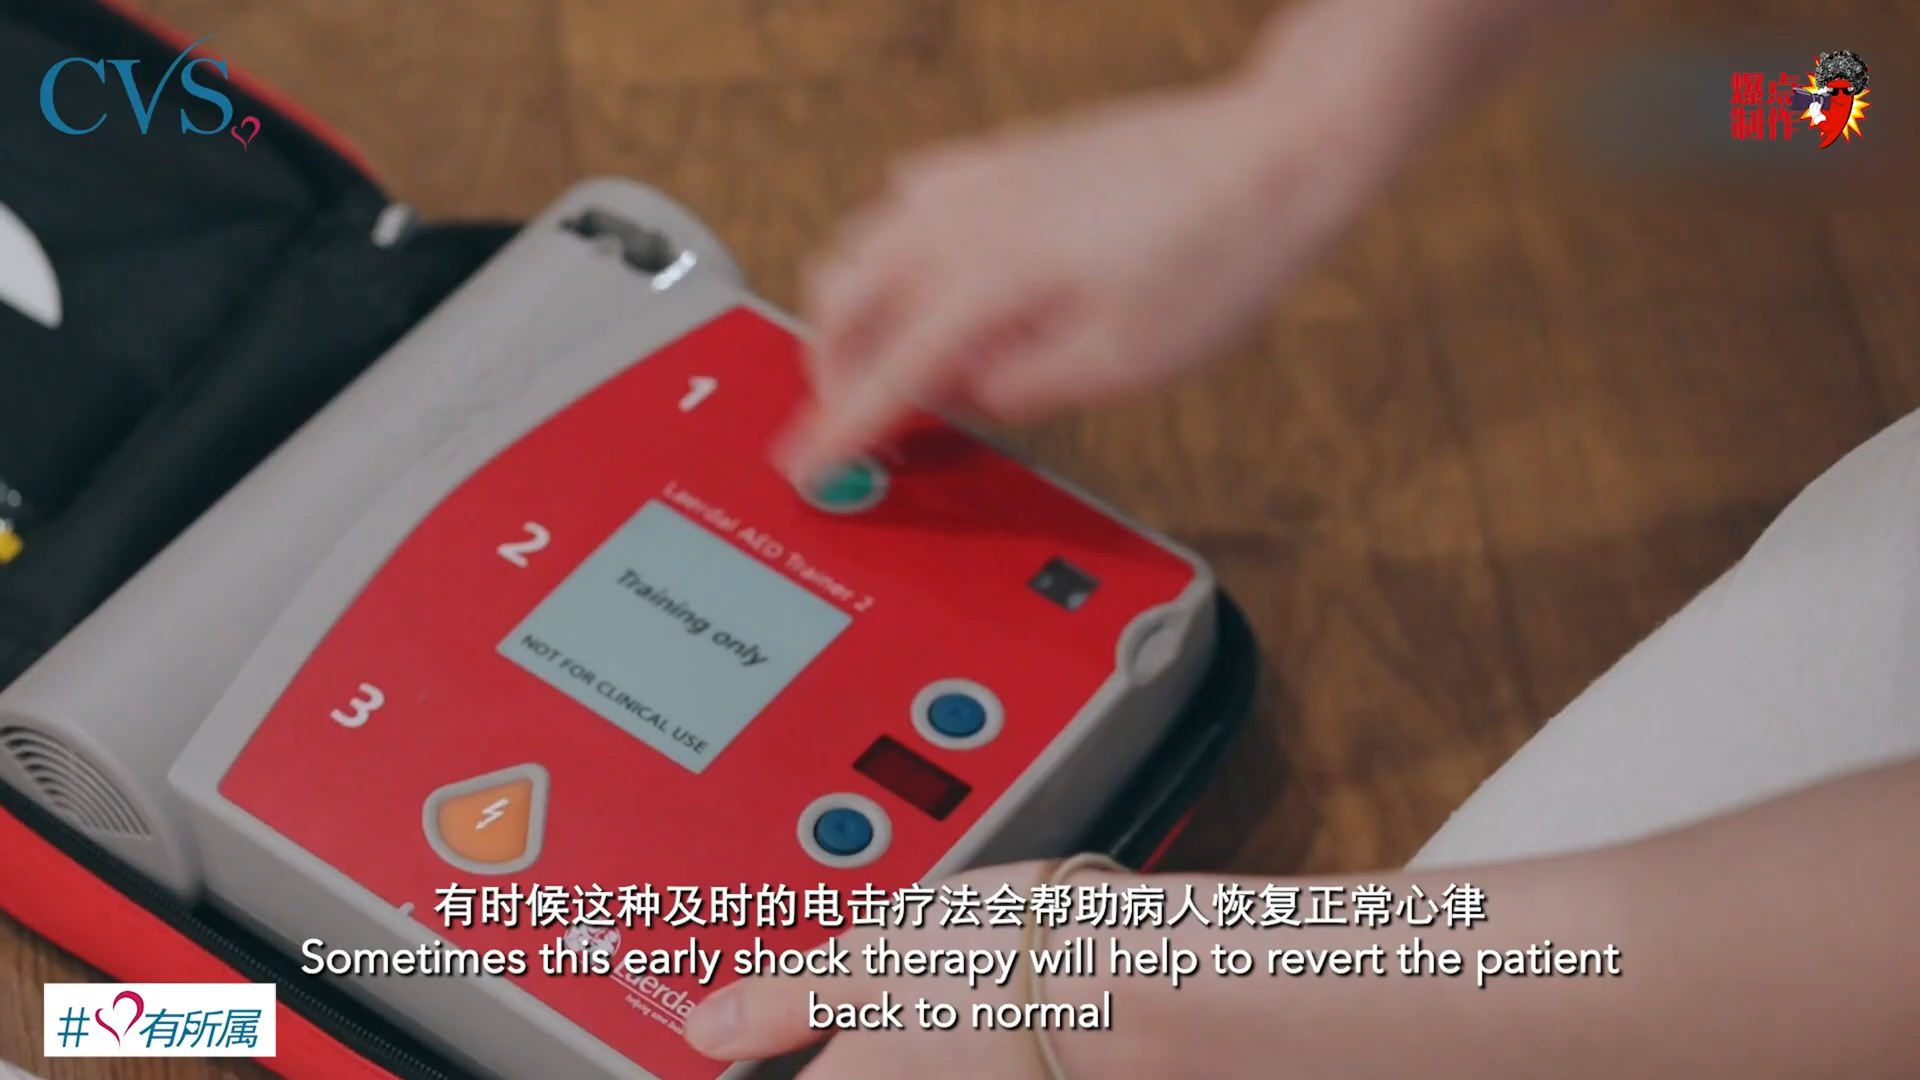 CVS
爆点
制作
1
Laerdal AED Trainer 2
2
Training only
NOT FOR CLINICAL USE
3
有时候这种及时的电击疗法会帮助病人恢复正常心律
Sometimes this early shock therapy will help to revert the patient
back to normal
Laerdal
#有所属